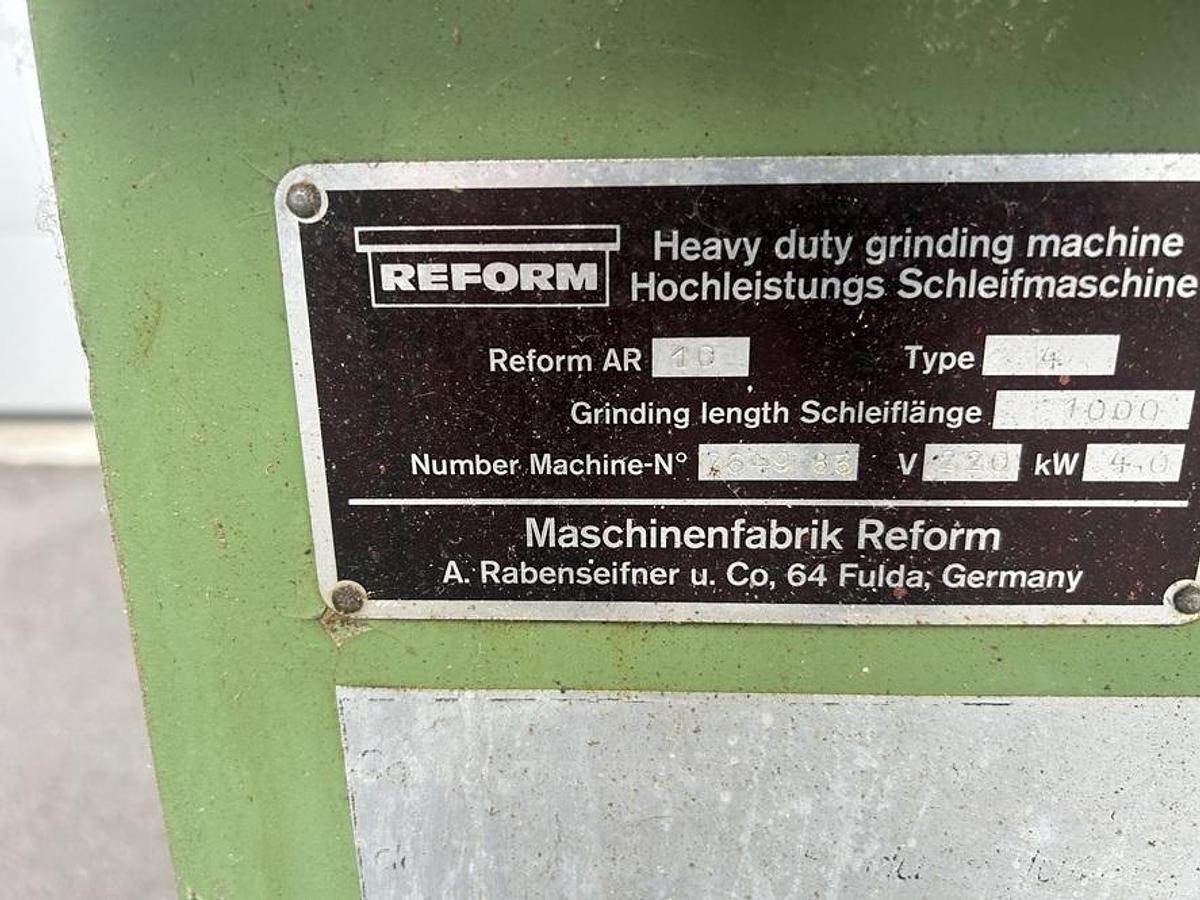 REFORM
Heavy duty grinding machine
Hochleistungs Schleifmaschine
Reform AR 10 Type 4
Grinding length Schleiflänge 1000
Number Machine-N° V 220 kW 4.0
Maschinenfabrik Reform
A. Rabenseifner u. Co, 64 Fulda, Germany